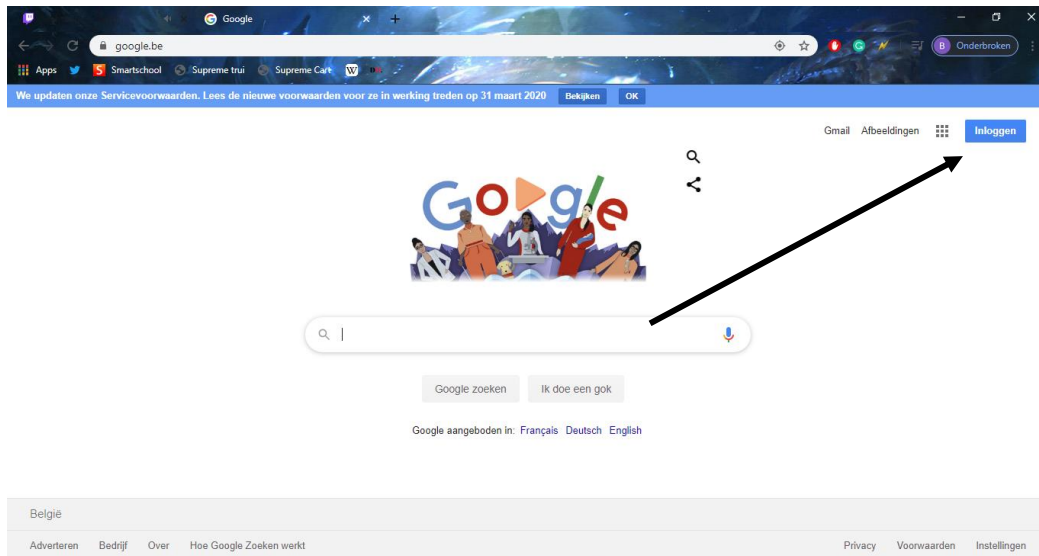 Google
google.be
B Onderbroken
Apps Smartschool Supreme trui Supreme Cart W
We updaten onze Servicevoorwaarden. Lees de nieuwe voorwaarden voor ze in werking treden op 31 maart 2020 Bekijken OK
Gmail Afbeeldingen Inloggen
Google
Google zoeken Ik doe een gok
Google aangeboden in: Français Deutsch English
België
Adverteren Bedrijf Over Hoe Google Zoeken werkt Privacy Voorwaarden Instellingen